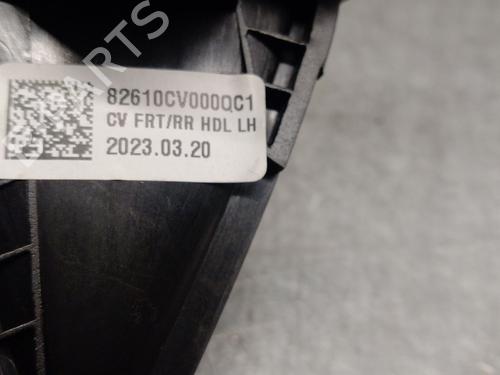 82610CV000QC1
CV FRT/RR HDL LH
2023.03.20